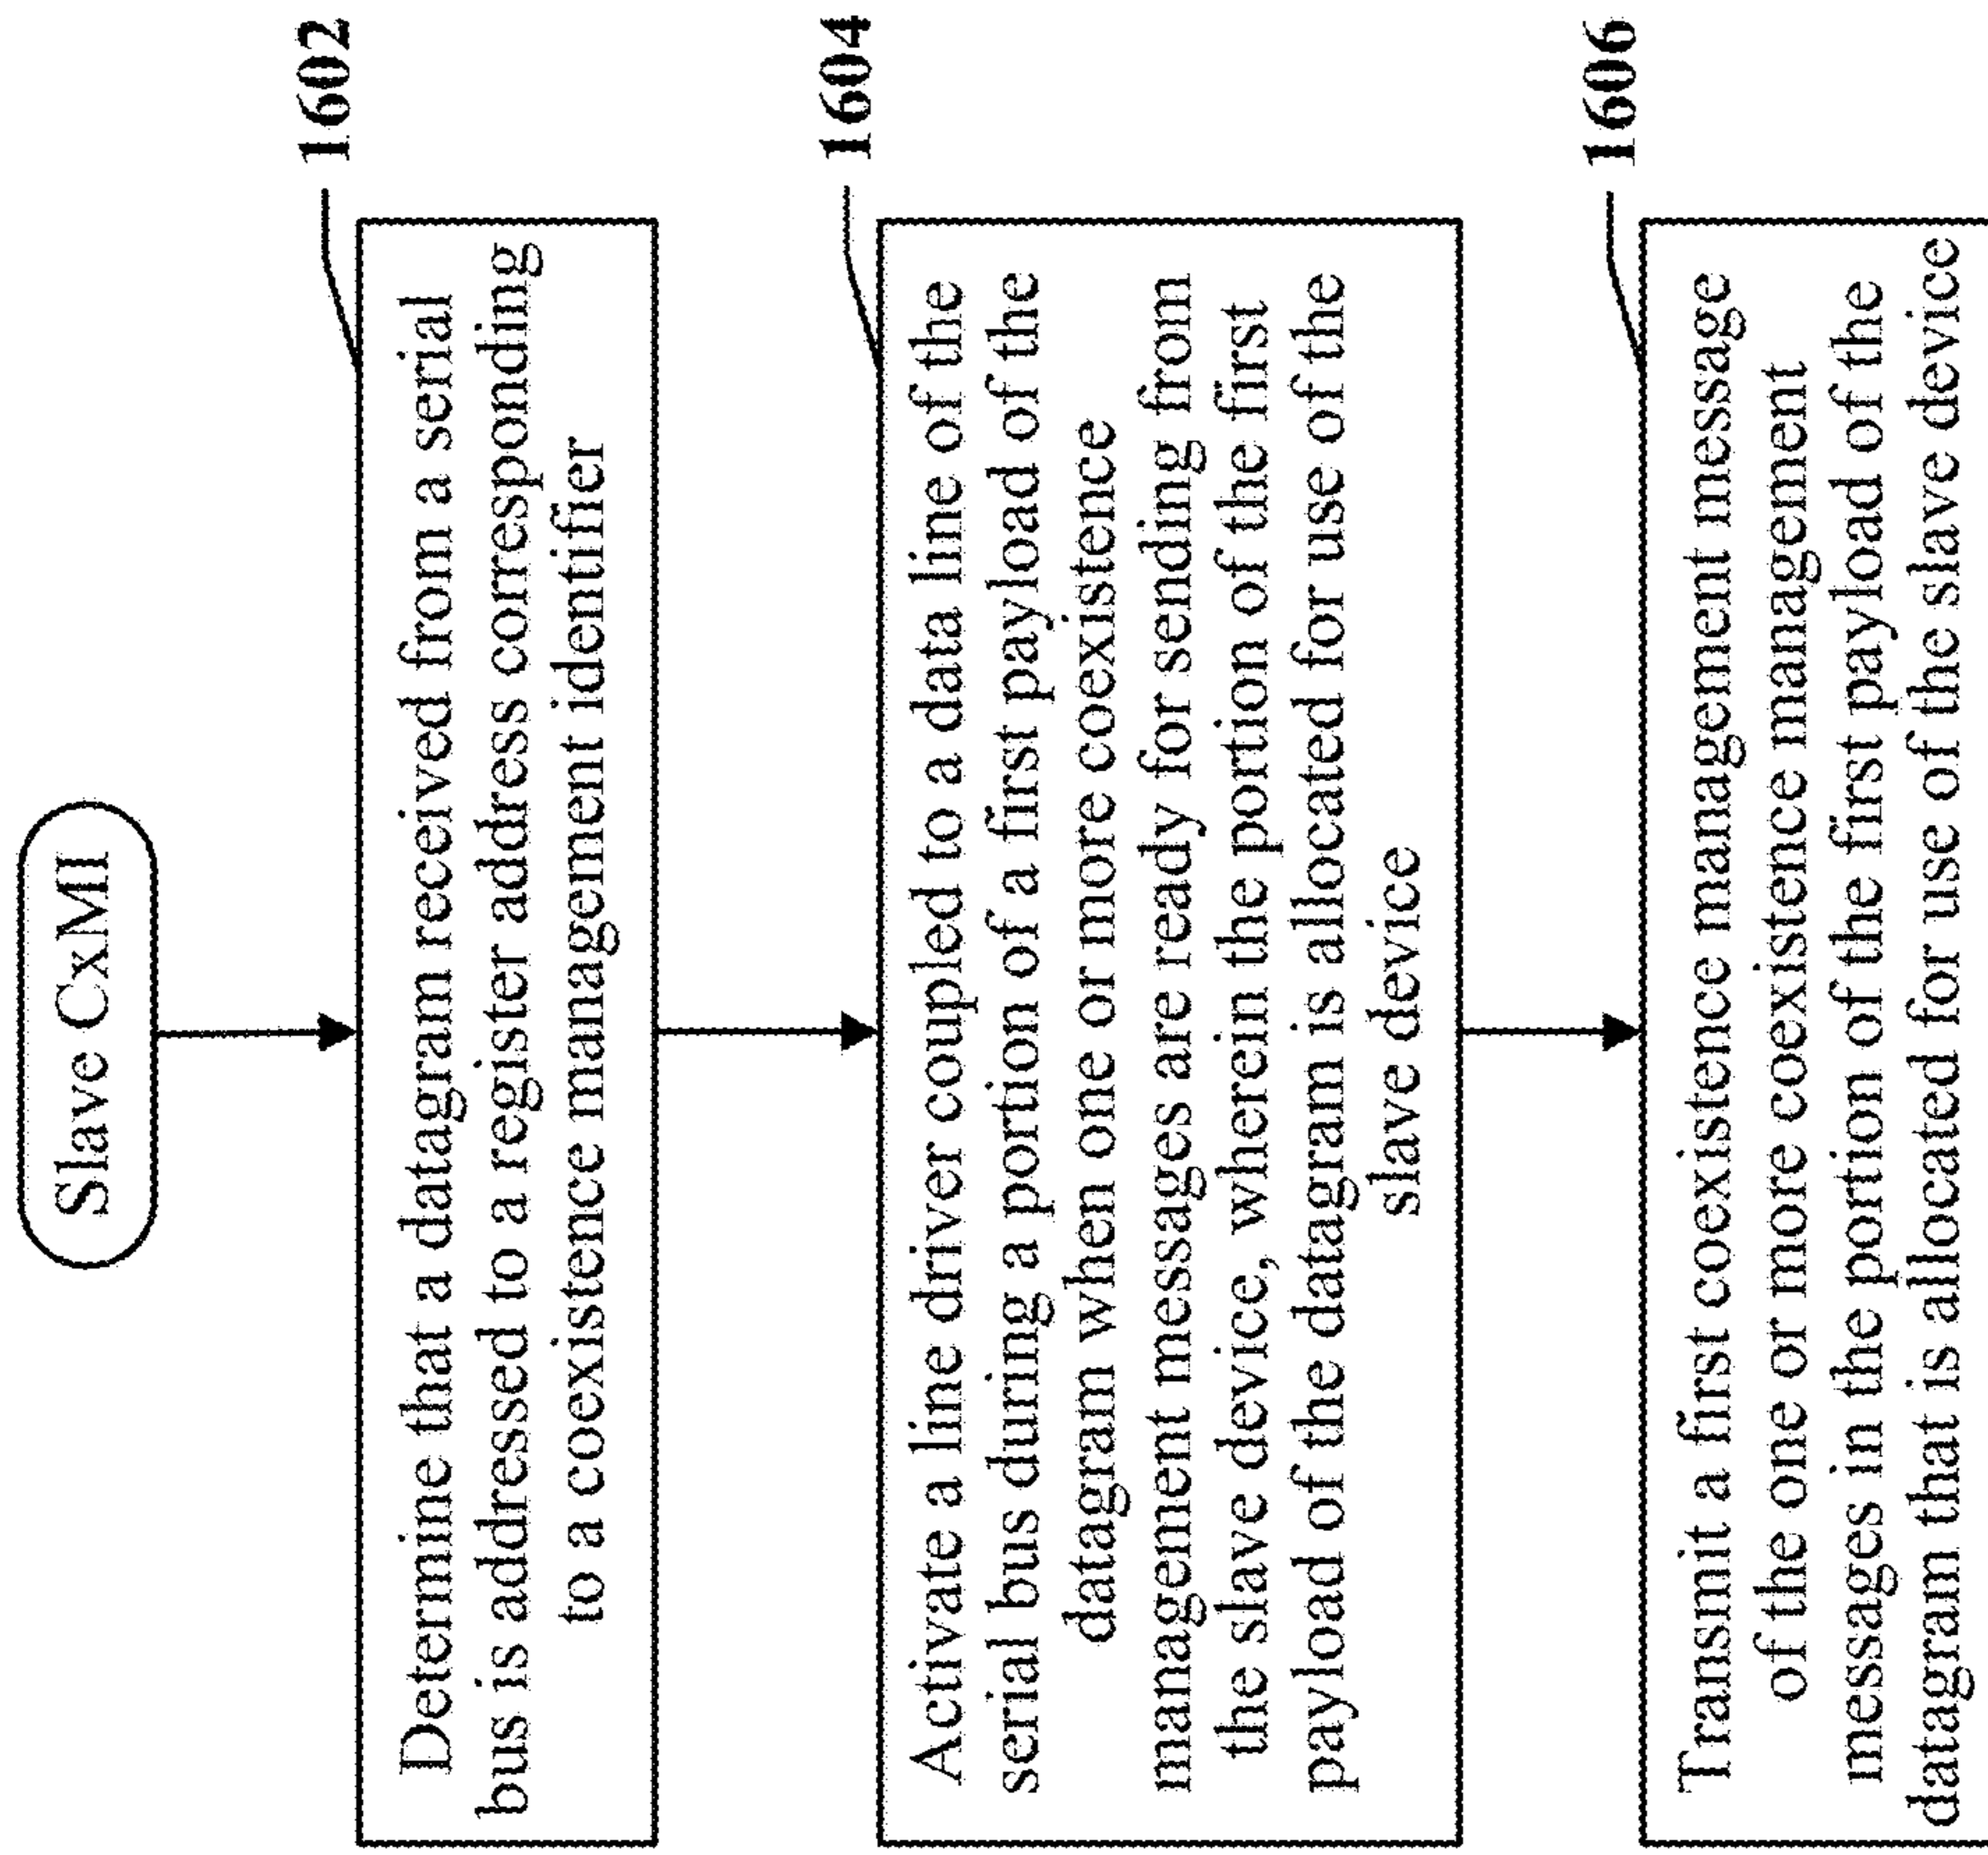 Slave CxMI
1602
Determine that a datagram received from a serial
bus is addressed to a register address corresponding
to a coexistence management identifier
1604
Activate a line driver coupled to a data line of the
serial bus during a portion of a first payload of the
datagram when one or more coexistence
management messages are ready for sending from
the slave device, wherein the portion of the first
payload of the datagram is allocated for use of the
slave device
1606
Transmit a first coexistence management message
of the one or more coexistence management
messages in the portion of the first payload of the
datagram that is allocated for use of the slave device